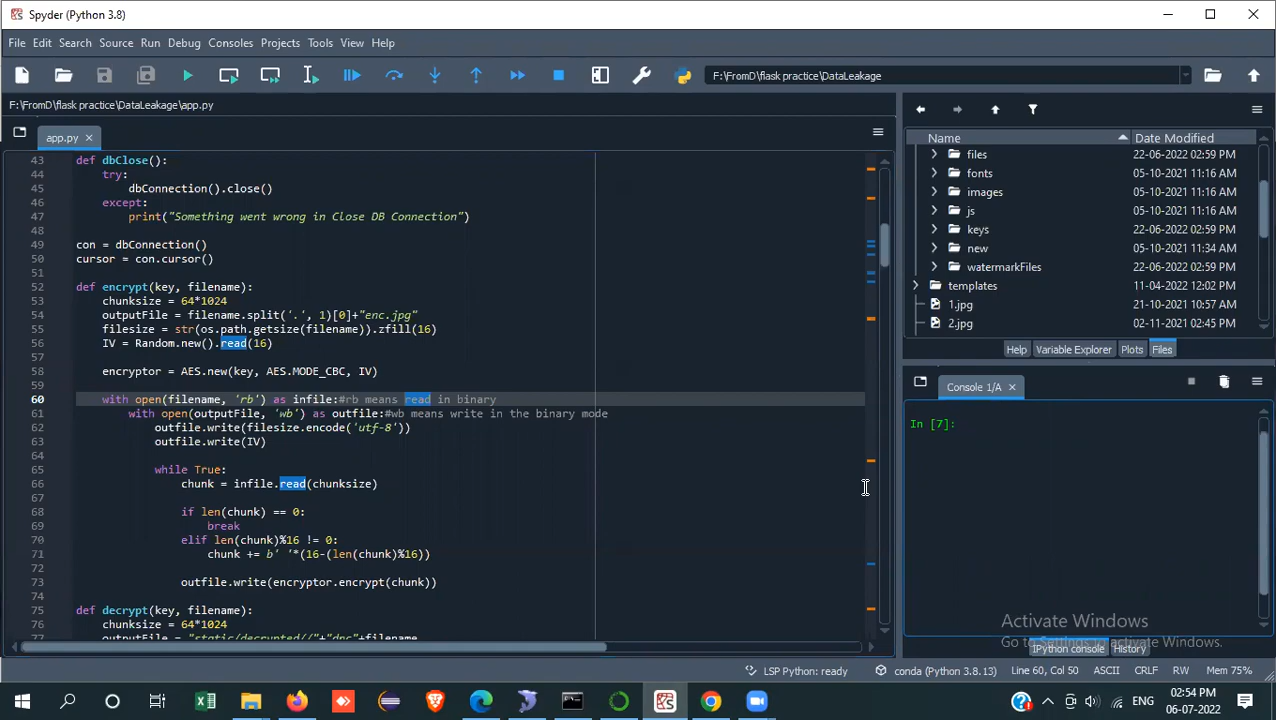 Spyder (Python 3.8)
File Edit Search Source Run Debug Consoles Projects Tools View Help
F:\FromD\flask practice\DataLeakage
F:\FromD\flask practice\DataLeakage\app.py
app.py
43 def dbClose():
44 try:
45 dbConnection().close()
46 except:
47 print("Something went wrong in Close DB Connection")
48
49 con = dbConnection()
50 cursor = con.cursor()
51
52 def encrypt(key, filename):
53 chunksize = 64*1024
54 outputFile = filename.split('.', 1)[0]+"enc.jpg"
55 filesize = str(os.path.getsize(filename)).zfill(16)
56 IV = Random.new().read(16)
57
58 encryptor = AES.new(key, AES.MODE_CBC, IV)
59
60 with open(filename, 'rb') as infile:#rb means read in binary
61 with open(outputFile, 'wb') as outfile:#wb means write in the binary mode
62 outfile.write(filesize.encode('utf-8'))
63 outfile.write(IV)
64
65 while True:
66 chunk = infile.read(chunksize)
67
68 if len(chunk) == 0:
69 break
70 elif len(chunk)%16 != 0:
71 chunk += b' '*(16-(len(chunk)%16))
72
73 outfile.write(encryptor.encrypt(chunk))
74
75 def decrypt(key, filename):
76 chunksize = 64*1024
77 outputFile = "static/decrypted//"+"dnc"+filename
Name Date Modified
files 22-06-2022 02:59 PM
fonts 05-10-2021 11:16 AM
images 05-10-2021 11:16 AM
js 05-10-2021 11:16 AM
keys 22-06-2022 02:59 PM
new 05-10-2021 11:34 AM
watermarkFiles 22-06-2022 02:59 PM
templates 11-04-2022 12:02 PM
1.jpg 21-10-2021 10:57 AM
2.jpg 02-11-2021 02:45 PM
Help Variable Explorer Plots Files
Console 1/A
In [7]:
Activate Windows
Go to Settings to activate Windows.
IPython console History
LSP Python: ready conda (Python 3.8.13) Line 60, Col 50 ASCII CRLF RW Mem 75%
ENG 02:54 PM
06-07-2022